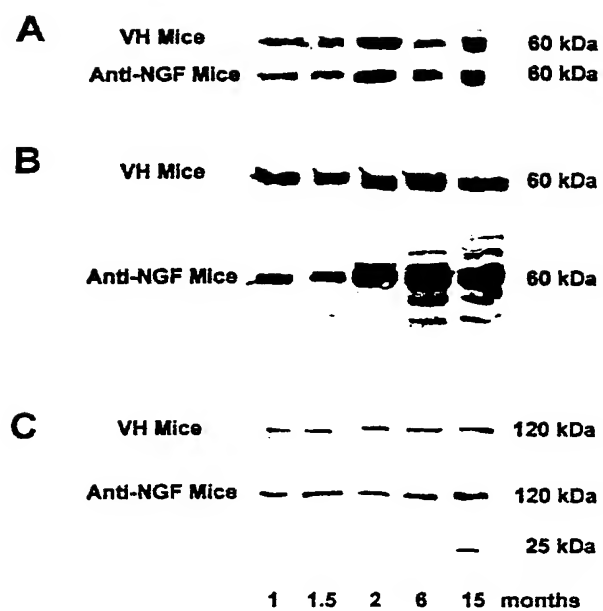 A
VH Mice 60 kDa
Anti-NGF Mice 60 kDa
B
VH Mice 60 kDa
Anti-NGF Mice 60 kDa
C
VH Mice 120 kDa
Anti-NGF Mice 120 kDa
25 kDa
1 1.5 2 6 15 months